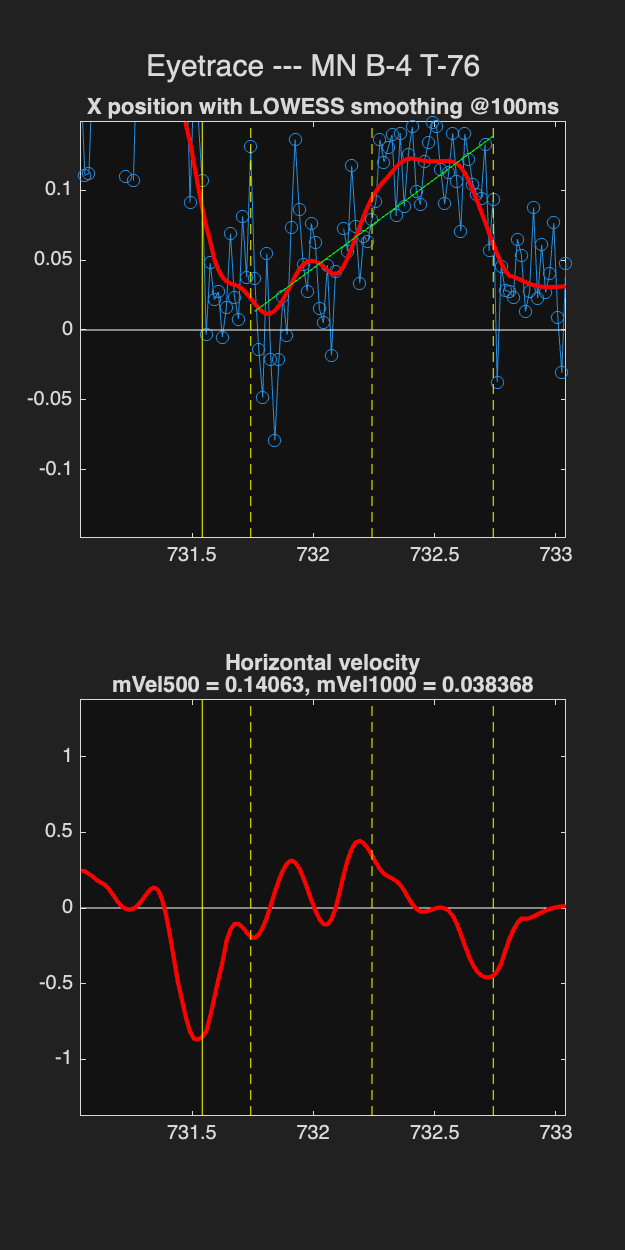 Eyetrace --- MN B-4 T-76
X position with LOWESS smoothing @100ms
0.1
0.05
0
-0.05
-0.1
731.5 732 732.5 733
Horizontal velocity
mVel500 = 0.14063, mVel1000 = 0.038368
1
0.5
0
-0.5
-1
731.5 732 732.5 733